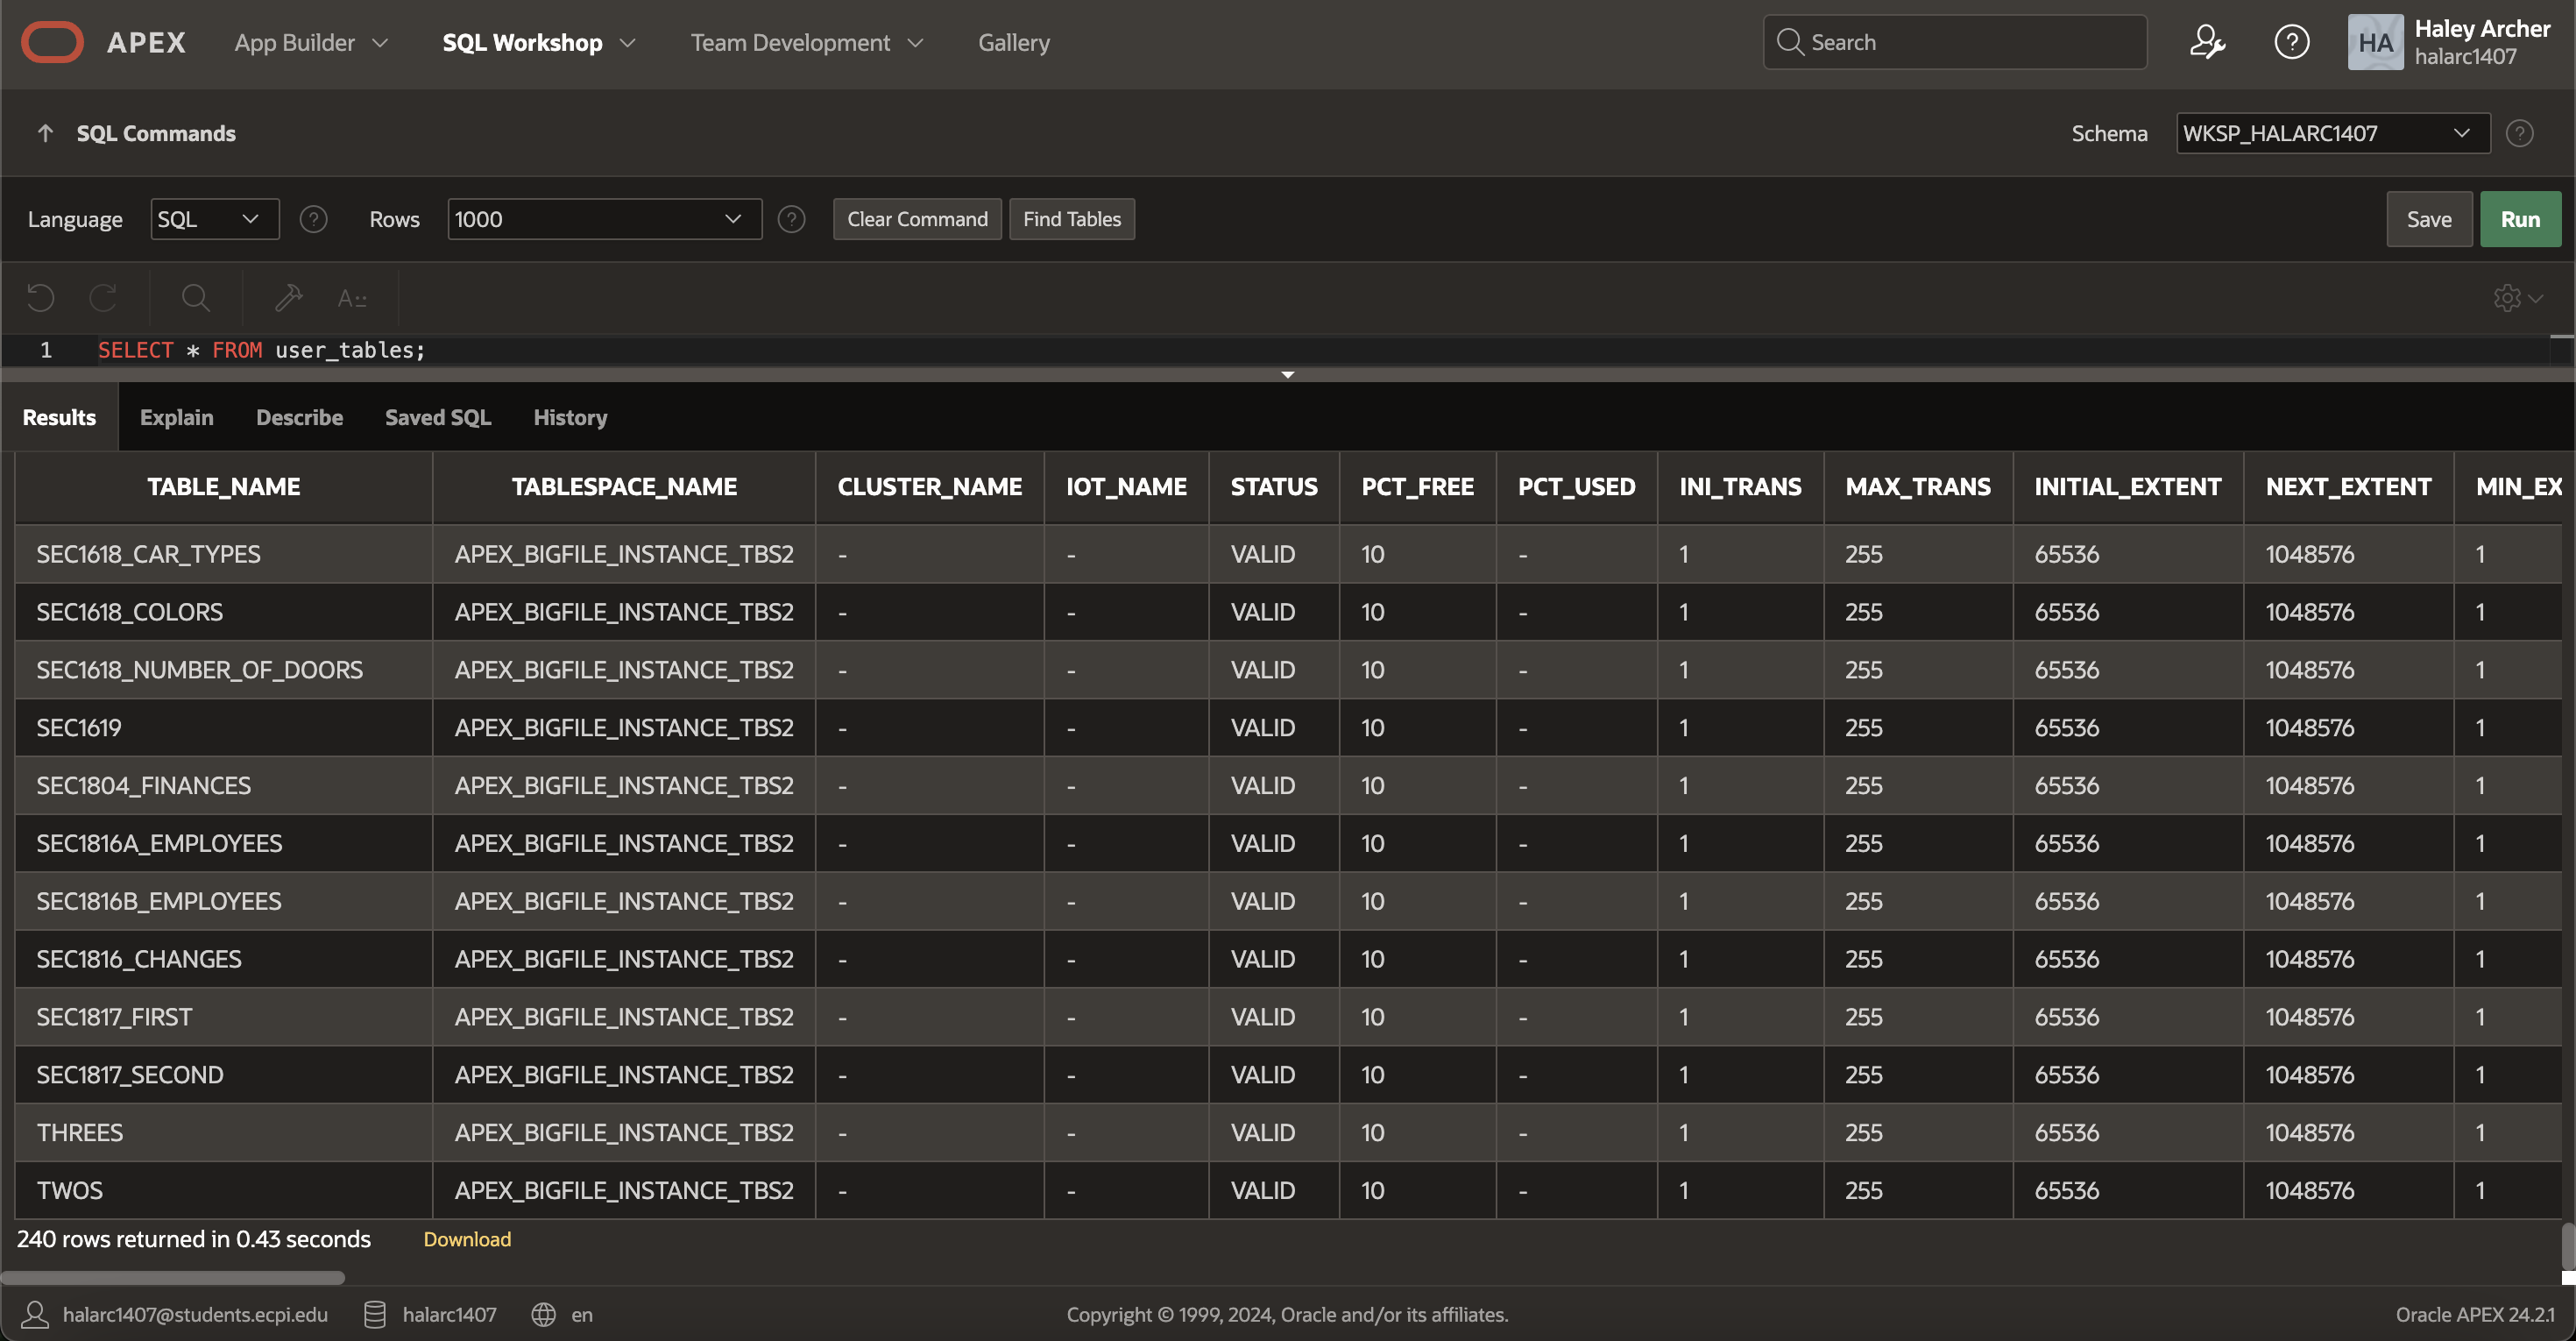 APEX App Builder SQL Workshop Team Development Gallery Search HA Haley Archer
halarc1407
SQL Commands Schema WKSP_HALARC1407
Language SQL Rows 1000 Clear Command Find Tables Save Run
1 SELECT * FROM user_tables;
Results Explain Describe Saved SQL History
TABLE_NAME TABLESPACE_NAME CLUSTER_NAME IOT_NAME STATUS PCT_FREE PCT_USED INI_TRANS MAX_TRANS INITIAL_EXTENT NEXT_EXTENT MIN_EX
SEC1618_CAR_TYPES APEX_BIGFILE_INSTANCE_TBS2 - - VALID 10 - 1 255 65536 1048576 1
SEC1618_COLORS APEX_BIGFILE_INSTANCE_TBS2 - - VALID 10 - 1 255 65536 1048576 1
SEC1618_NUMBER_OF_DOORS APEX_BIGFILE_INSTANCE_TBS2 - - VALID 10 - 1 255 65536 1048576 1
SEC1619 APEX_BIGFILE_INSTANCE_TBS2 - - VALID 10 - 1 255 65536 1048576 1
SEC1804_FINANCES APEX_BIGFILE_INSTANCE_TBS2 - - VALID 10 - 1 255 65536 1048576 1
SEC1816A_EMPLOYEES APEX_BIGFILE_INSTANCE_TBS2 - - VALID 10 - 1 255 65536 1048576 1
SEC1816B_EMPLOYEES APEX_BIGFILE_INSTANCE_TBS2 - - VALID 10 - 1 255 65536 1048576 1
SEC1816_CHANGES APEX_BIGFILE_INSTANCE_TBS2 - - VALID 10 - 1 255 65536 1048576 1
SEC1817_FIRST APEX_BIGFILE_INSTANCE_TBS2 - - VALID 10 - 1 255 65536 1048576 1
SEC1817_SECOND APEX_BIGFILE_INSTANCE_TBS2 - - VALID 10 - 1 255 65536 1048576 1
THREES APEX_BIGFILE_INSTANCE_TBS2 - - VALID 10 - 1 255 65536 1048576 1
TWOS APEX_BIGFILE_INSTANCE_TBS2 - - VALID 10 - 1 255 65536 1048576 1
240 rows returned in 0.43 seconds Download
halarc1407@students.ecpi.edu halarc1407 en Copyright © 1999, 2024, Oracle and/or its affiliates. Oracle APEX 24.2.1